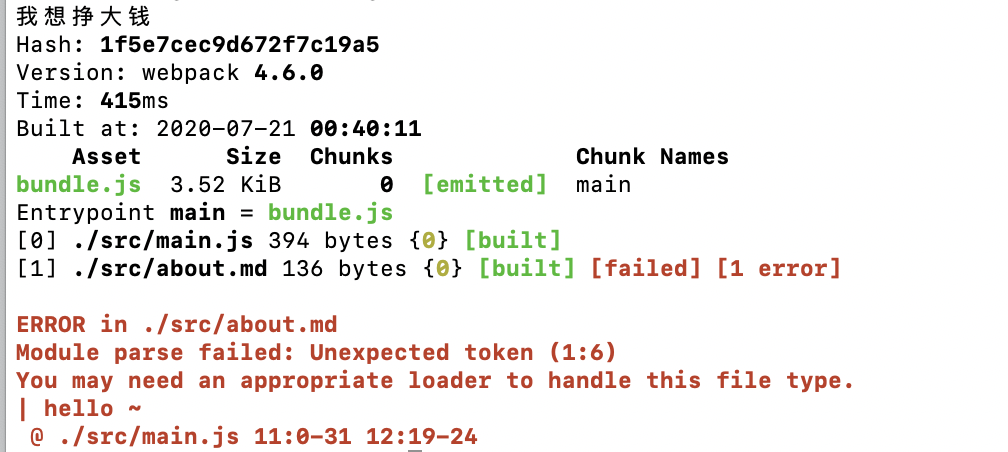 我想挣大钱
Hash: 1f5e7cec9d672f7c19a5
Version: webpack 4.6.0
Time: 415ms
Built at: 2020-07-21 00:40:11
    Asset      Size  Chunks             Chunk Names
bundle.js  3.52 KiB       0  [emitted]  main
Entrypoint main = bundle.js
[0] ./src/main.js 394 bytes {0} [built]
[1] ./src/about.md 136 bytes {0} [built] [failed] [1 error]
ERROR in ./src/about.md
Module parse failed: Unexpected token (1:6)
You may need an appropriate loader to handle this file type.
| hello ~
 @ ./src/main.js 11:0-31 12:19-24